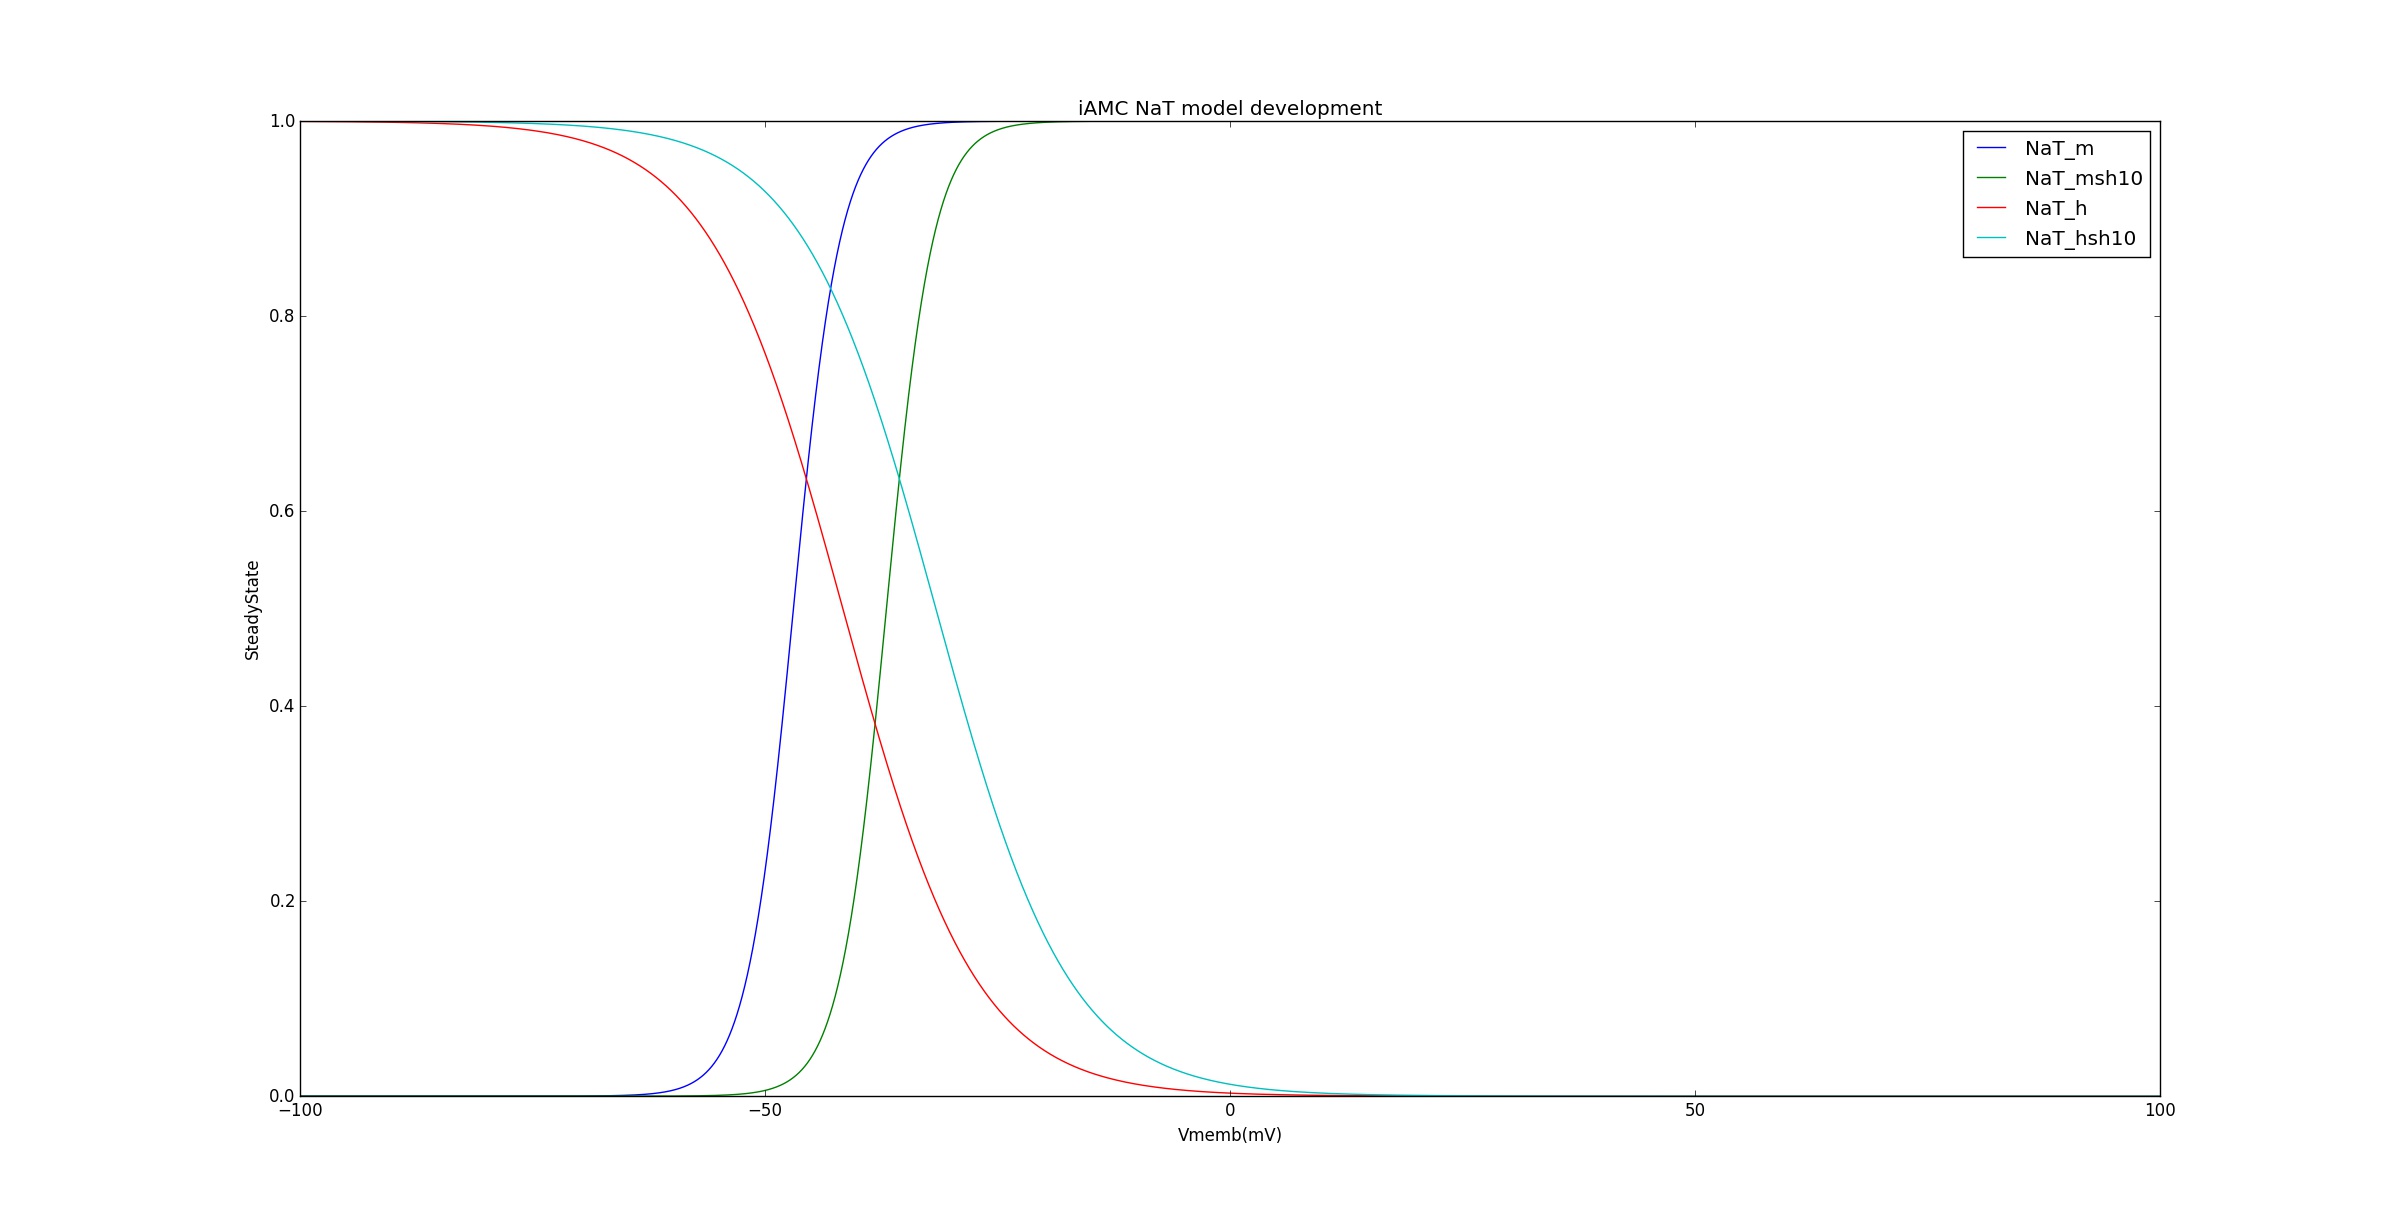 iAMC NaT model development
1.0
0.8
0.6
0.4
0.2
0.0
SteadyState
NaT_m
NaT_msh10
NaT_h
NaT_hsh10
−100
−50
0
50
100
Vmemb(mV)